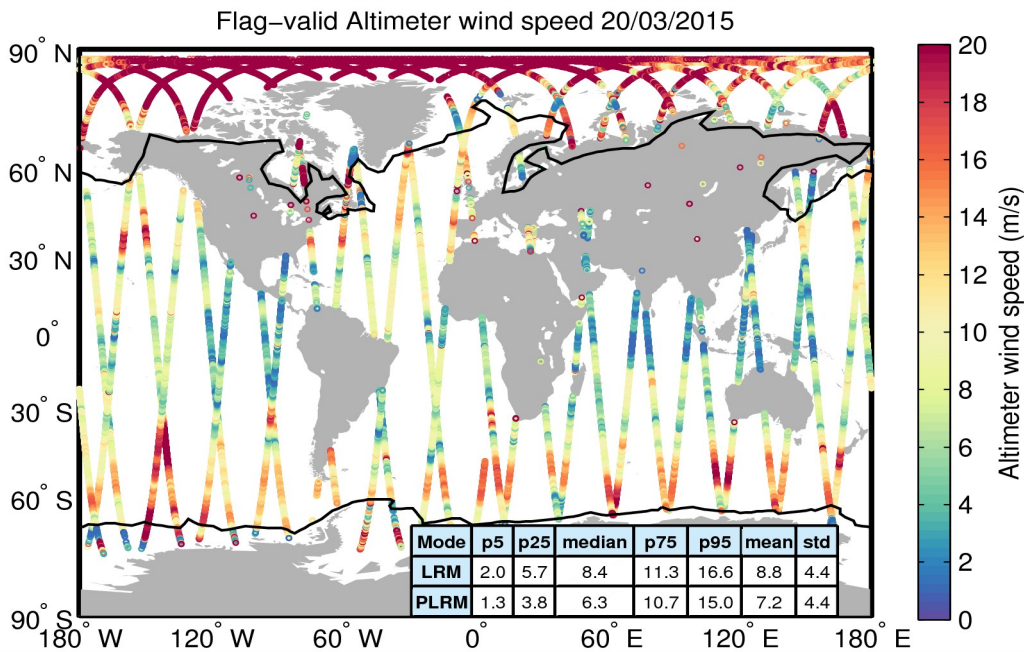 Flag−valid Altimeter wind speed 20/03/2015
90° N
60° N
30° N
0°
30° S
60° S
90° S
180° W
120° W
60° W
0°
60° E
120° E
180° E
Mode p5 p25 median p75 p95 mean std
LRM 2.0 5.7 8.4 11.3 16.6 8.8 4.4
PLRM 1.3 3.8 6.3 10.7 15.0 7.2 4.4
20
18
16
14
12
10
8
6
4
2
0
Altimeter wind speed (m/s)